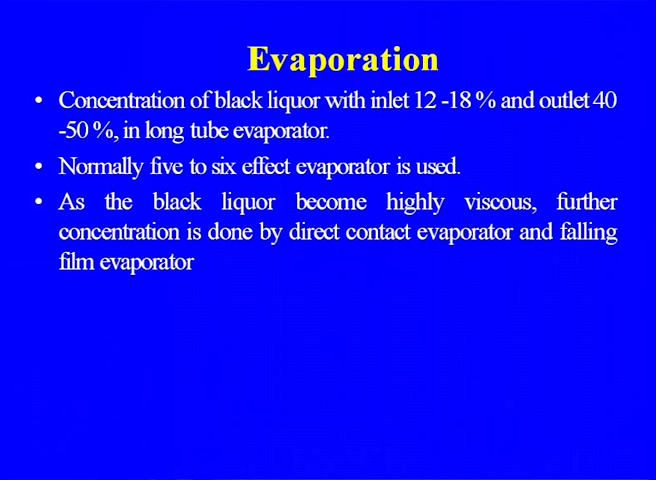 Evaporation
• Concentration of black liquor with inlet 12 -18 % and outlet 40
-50 %, in long tube evaporator.
• Normally five to six effect evaporator is used.
• As the black liquor become highly viscous, further
concentration is done by direct contact evaporator and falling
film evaporator